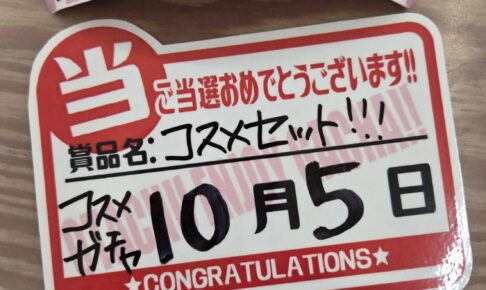 当
ご当選おめでとうございます!!
賞品名:コスメセット!!!
コスメ
ガチャ
10月5日
★CONGRATULATIONS★